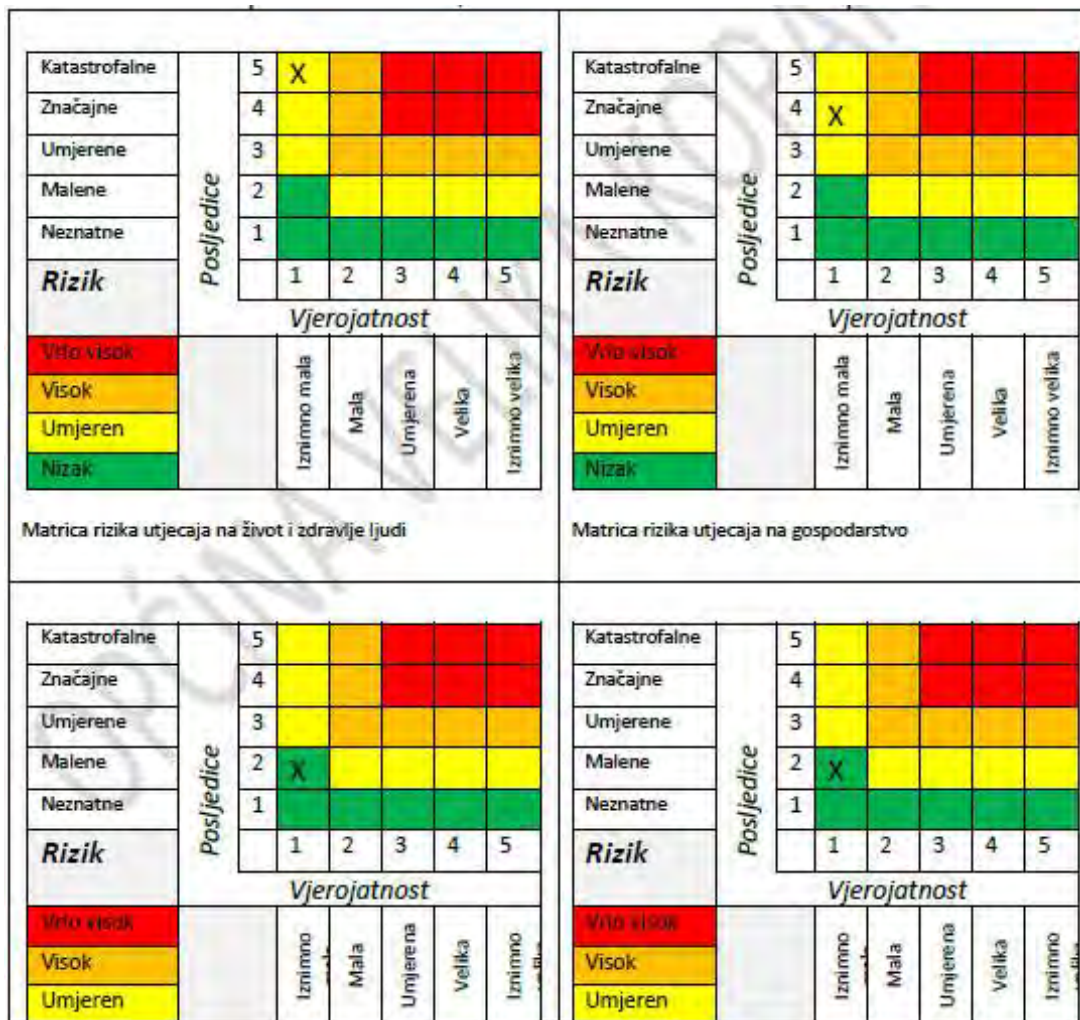 Katastrofalne 5 X
Značajne 4
Umjerene 3
Malene 2
Neznatne 1
Posljedice
Rizik 1 2 3 4 5
Vjerojatnost
Vrlo visok
Visok
Umjeren
Nizak
Iznimno mala
Mala
Umjerena
Velika
Iznimno velika
Matrica rizika utjecaja na život i zdravlje ljudi
Katastrofalne 5
Značajne 4 X
Umjerene 3
Malene 2
Neznatne 1
Posljedice
Rizik 1 2 3 4 5
Vjerojatnost
Vrlo visok
Visok
Umjeren
Nizak
Iznimno mala
Mala
Umjerena
Velika
Iznimno velika
Matrica rizika utjecaja na gospodarstvo
Katastrofalne 5
Značajne 4
Umjerene 3
Malene 2 X
Neznatne 1
Posljedice
Rizik 1 2 3 4 5
Vjerojatnost
Vrlo visok
Visok
Umjeren
Iznimno
Mala
Umjerena
Velika
Iznimno
Katastrofalne 5
Značajne 4
Umjerene 3
Malene 2 X
Neznatne 1
Posljedice
Rizik 1 2 3 4 5
Vjerojatnost
Vrlo visok
Visok
Umjeren
Iznimno
Mala
Umjerena
Velika
Iznimno
OPĆINA VELIKA KOPA